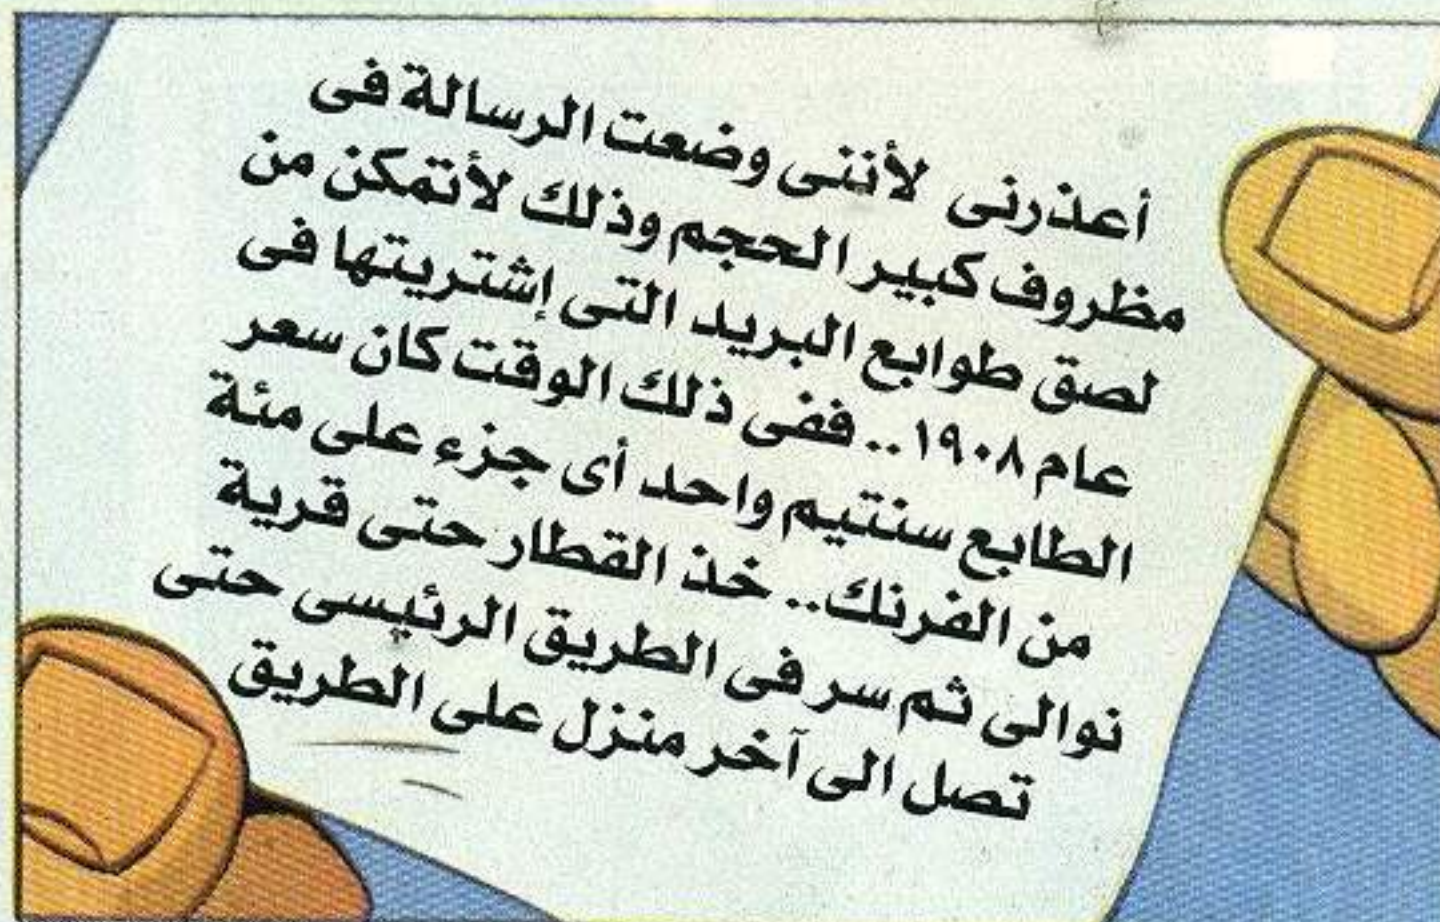 أعذرنى لأننى وضعت الرسالة فى
مظروف كبير الحجم وذلك لأتمكن من
لصق طوابع البريد التى إشتريتها فى
عام ١٩٠٨.. ففى ذلك الوقت كان سعر
الطابع سنتيم واحد أى جزء على مئة
من الفرنك.. خذ القطار حتى قرية
نوالى ثم سر فى الطريق الرئيسى حتى
تصل الى آخر منزل على الطريق